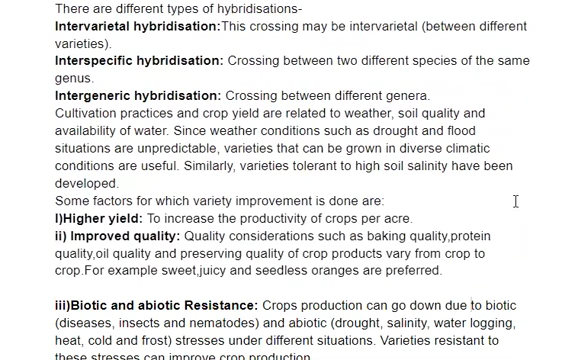 There are different types of hybridisations-
Intervarietal hybridisation:This crossing may be intervarietal (between different
varieties).
Interspecific hybridisation: Crossing between two different species of the same
genus.
Intergeneric hybridisation: Crossing between different genera.
Cultivation practices and crop yield are related to weather, soil quality and
availability of water. Since weather conditions such as drought and flood
situations are unpredictable, varieties that can be grown in diverse climatic
conditions are useful. Similarly, varieties tolerant to high soil salinity have been
developed.
Some factors for which variety improvement is done are:
I)Higher yield: To increase the productivity of crops per acre.
ii) Improved quality: Quality considerations such as baking quality,protein
quality,oil quality and preserving quality of crop products vary from crop to
crop.For example sweet,juicy and seedless oranges are preferred.
iii)Biotic and abiotic Resistance: Crops production can go down due to biotic
(diseases, insects and nematodes) and abiotic (drought, salinity, water logging,
heat, cold and frost) stresses under different situations. Varieties resistant to
these stresses can improve crop production.